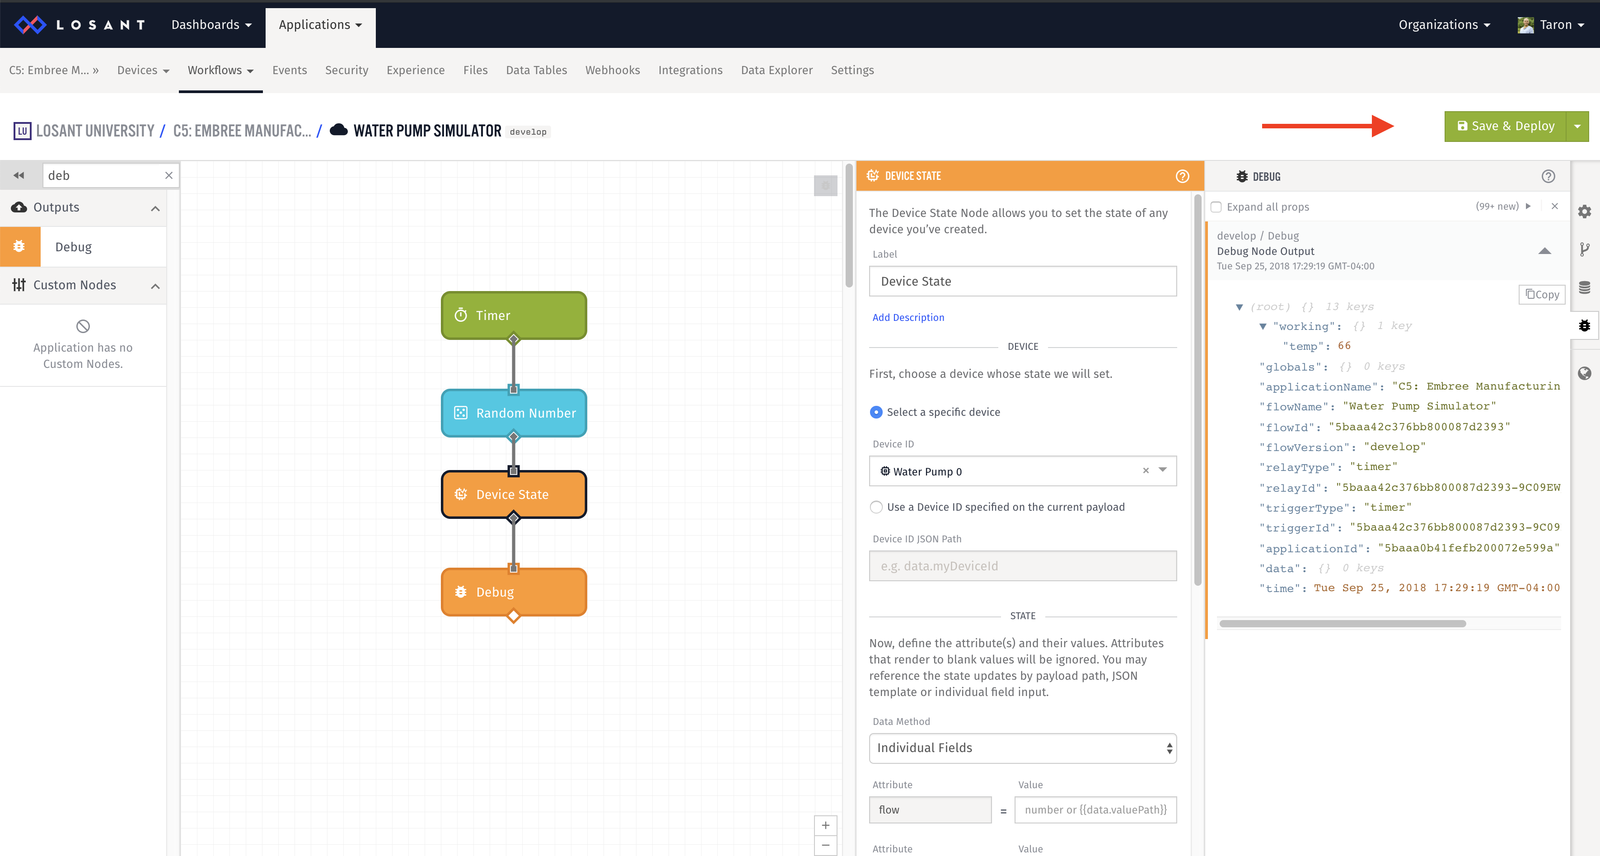 LOSANT Dashboards Applications Organizations Taron
C5: Embree M... » Devices Workflows Events Security Experience Files Data Tables Webhooks Integrations Data Explorer Settings
LU LOSANT UNIVERSITY / C5: EMBREE MANUFAC... / WATER PUMP SIMULATOR develop
Save & Deploy
deb
Outputs
Debug
Custom Nodes
Application has no
Custom Nodes.
Timer
Random Number
Device State
Debug
+
−
DEVICE STATE
The Device State Node allows you to set the state of any
device you've created.
Label
Device State
Add Description
DEVICE
First, choose a device whose state we will set.
Select a specific device
Device ID
Water Pump 0
Use a Device ID specified on the current payload
Device ID JSON Path
e.g. data.myDeviceId
STATE
Now, define the attribute(s) and their values. Attributes
that render to blank values will be ignored. You may
reference the state updates by payload path, JSON
template or individual field input.
Data Method
Individual Fields
Attribute Value
flow = number or {{data.valuePath}}
Attribute Value
DEBUG
Expand all props (99+ new)
develop / Debug
Debug Node Output
Tue Sep 25, 2018 17:29:19 GMT-04:00
Copy
(root) {} 13 keys
"working": {} 1 key
"temp": 66
"globals": {} 0 keys
"applicationName": "C5: Embree Manufacturin
"flowName": "Water Pump Simulator"
"flowId": "5baaa42c376bb800087d2393"
"flowVersion": "develop"
"relayType": "timer"
"relayId": "5baaa42c376bb800087d2393-9C09EW
"triggerType": "timer"
"triggerId": "5baaa42c376bb800087d2393-9C09
"applicationId": "5baaa0b41fefb200072e599a"
"data": {} 0 keys
"time": Tue Sep 25, 2018 17:29:19 GMT-04:00